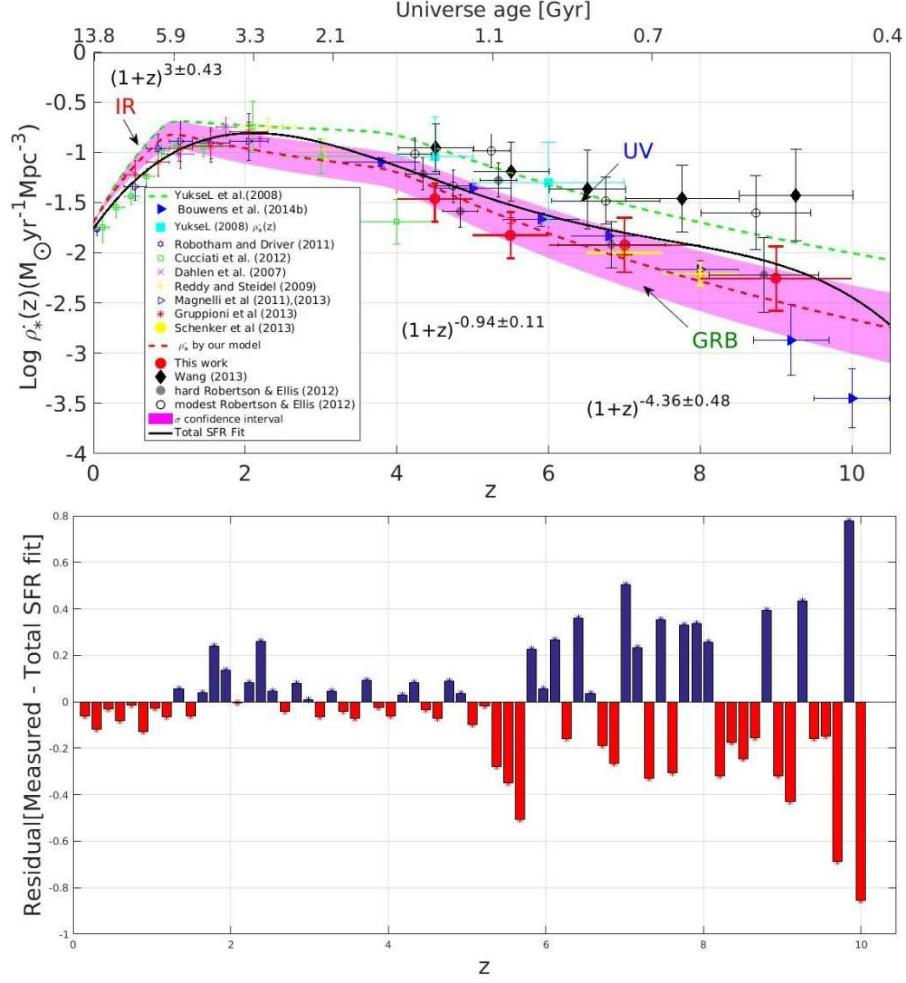 Universe age [Gyr]
13.8 5.9 3.3 2.1 1.1 0.7 0.4
(1+z)^3±0.43
IR
UV
GRB
(1+z)^-0.94±0.11
(1+z)^-4.36±0.48
Log ρ̇*(z)(M⊙yr^-1Mpc^-3)
0
-0.5
-1
-1.5
-2
-2.5
-3
-3.5
-4
Yuksel et al.(2008)
Bouwens et al.(2014b)
YukseL (2008) ρ̇*(z)
Robotham and Driver (2011)
Cucciati et al. (2012)
Dahlen et al. (2007)
Reddy and Steidel (2009)
Magnelli et al (2011),(2013)
Gruppioni et al (2013)
Schenker et al (2013)
ρ̇* by our model
This work
Wang (2013)
hard Robertson & Ellis (2012)
modest Robertson & Ellis (2012)
σ confidence interval
Total SFR Fit
0 2 4 6 8 10
z
Residual[Measured - Total SFR fit]
0.8
0.6
0.4
0.2
0
-0.2
-0.4
-0.6
-0.8
-1
0 2 4 6 8 10
z